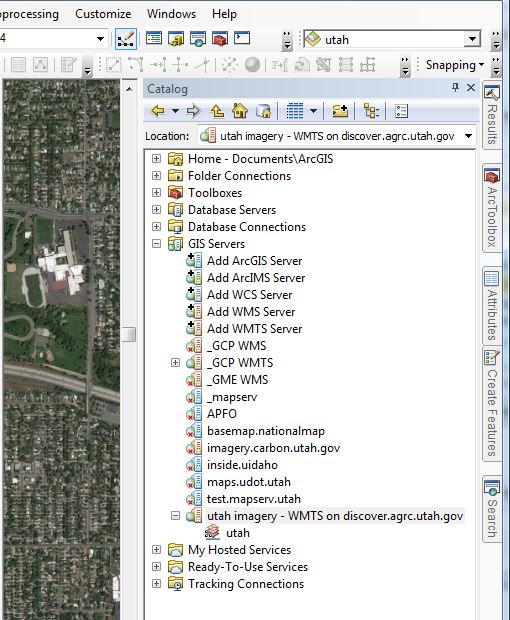 processing Customize Windows Help
4
utah
Snapping
Catalog
Location: utah imagery - WMTS on discover.agrc.utah.gov
Home - Documents\ArcGIS
Folder Connections
Toolboxes
Database Servers
Database Connections
GIS Servers
Add ArcGIS Server
Add ArcIMS Server
Add WCS Server
Add WMS Server
Add WMTS Server
_GCP WMS
_GCP WMTS
_GME WMS
_mapserv
APFO
basemap.nationalmap
imagery.carbon.utah.gov
inside.uidaho
maps.udot.utah
test.mapserv.utah
utah imagery - WMTS on discover.agrc.utah.gov
utah
My Hosted Services
Ready-To-Use Services
Tracking Connections
Results
ArcToolbox
Attributes
Create Features
Search